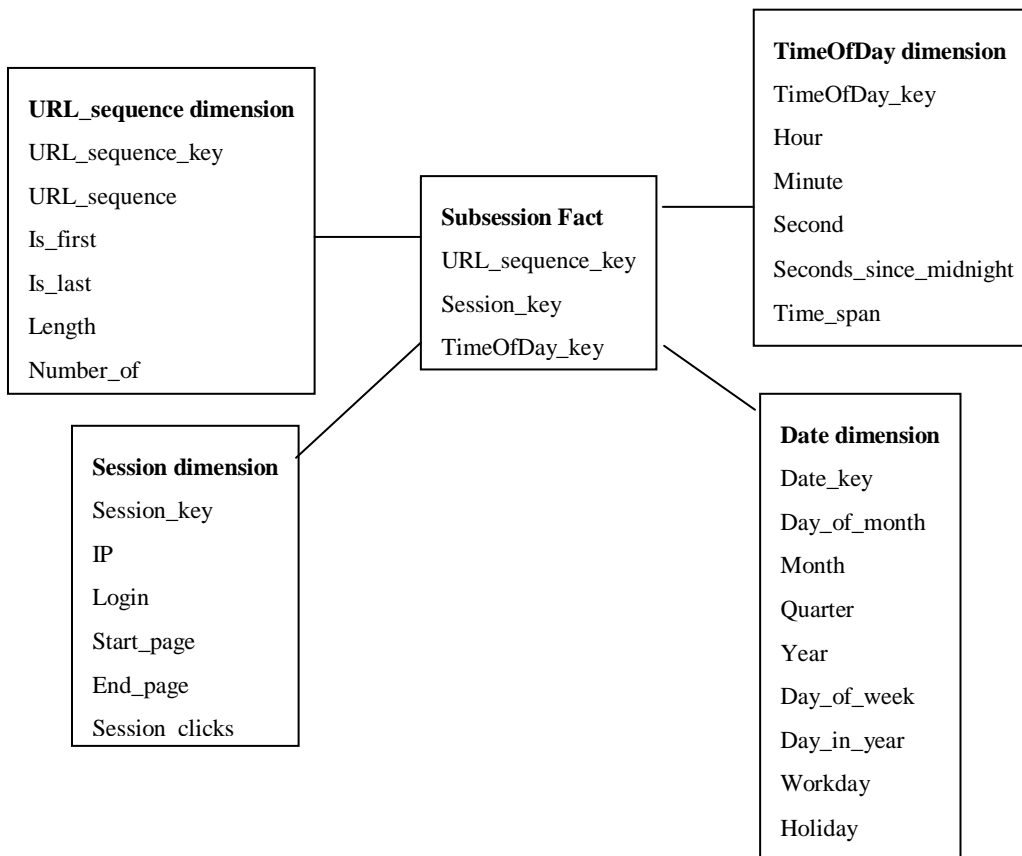 URL_sequence dimension
URL_sequence_key
URL_sequence
Is_first
Is_last
Length
Number_of
Session dimension
Session_key
IP
Login
Start_page
End_page
Session_clicks
Subsession Fact
URL_sequence_key
Session_key
TimeOfDay_key
TimeOfDay dimension
TimeOfDay_key
Hour
Minute
Second
Seconds_since_midnight
Time_span
Date dimension
Date_key
Day_of_month
Month
Quarter
Year
Day_of_week
Day_in_year
Workday
Holiday